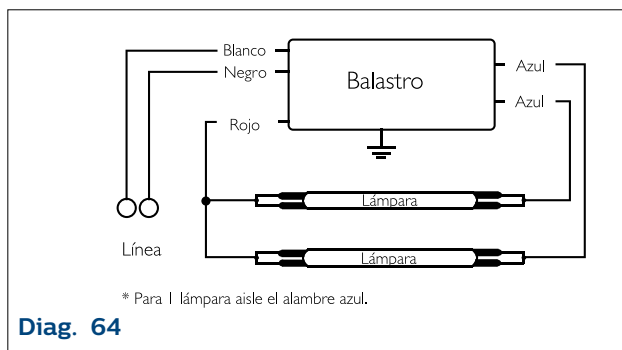 Blanco
Negro
Rojo
Balastro
Azul
Azul
Lámpara
Lámpara
Línea
* Para 1 lámpara aisle el alambre azul.
Diag. 64